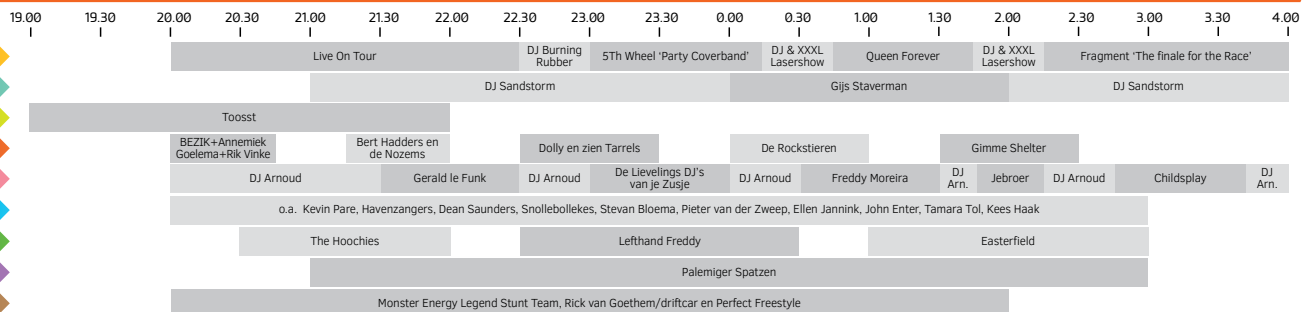 19.00 19.30 20.00 20.30 21.00 21.30 22.00 22.30 23.00 23.30 0.00 0.30 1.00 1.30 2.00 2.30 3.00 3.30 4.00
Live On Tour
DJ Burning
Rubber
5Th Wheel ‘Party Coverband’
DJ & XXXL
Lasershow
Queen Forever
DJ & XXXL
Lasershow
Fragment ‘The finale for the Race’
DJ Sandstorm
Gijs Staverman
DJ Sandstorm
Toosst
BEZIK+Annemiek
Goelema+Rik Vinke
Bert Hadders en
de Nozems
Dolly en zien Tarrels
De Rockstieren
Gimme Shelter
DJ Arnoud
Gerald le Funk
DJ Arnoud
De Lievelings DJ's
van je Zusje
DJ Arnoud
Freddy Moreira
DJ
Arn.
Jebroer
DJ Arnoud
Childsplay
DJ
Arn.
o.a. Kevin Pare, Havenzangers, Dean Saunders, Snollebollekes, Stevan Bloema, Pieter van der Zweep, Ellen Jannink, John Enter, Tamara Tol, Kees Haak
The Hoochies
Lefthand Freddy
Easterfield
Palemiger Spatzen
Monster Energy Legend Stunt Team, Rick van Goethem/driftcar en Perfect Freestyle